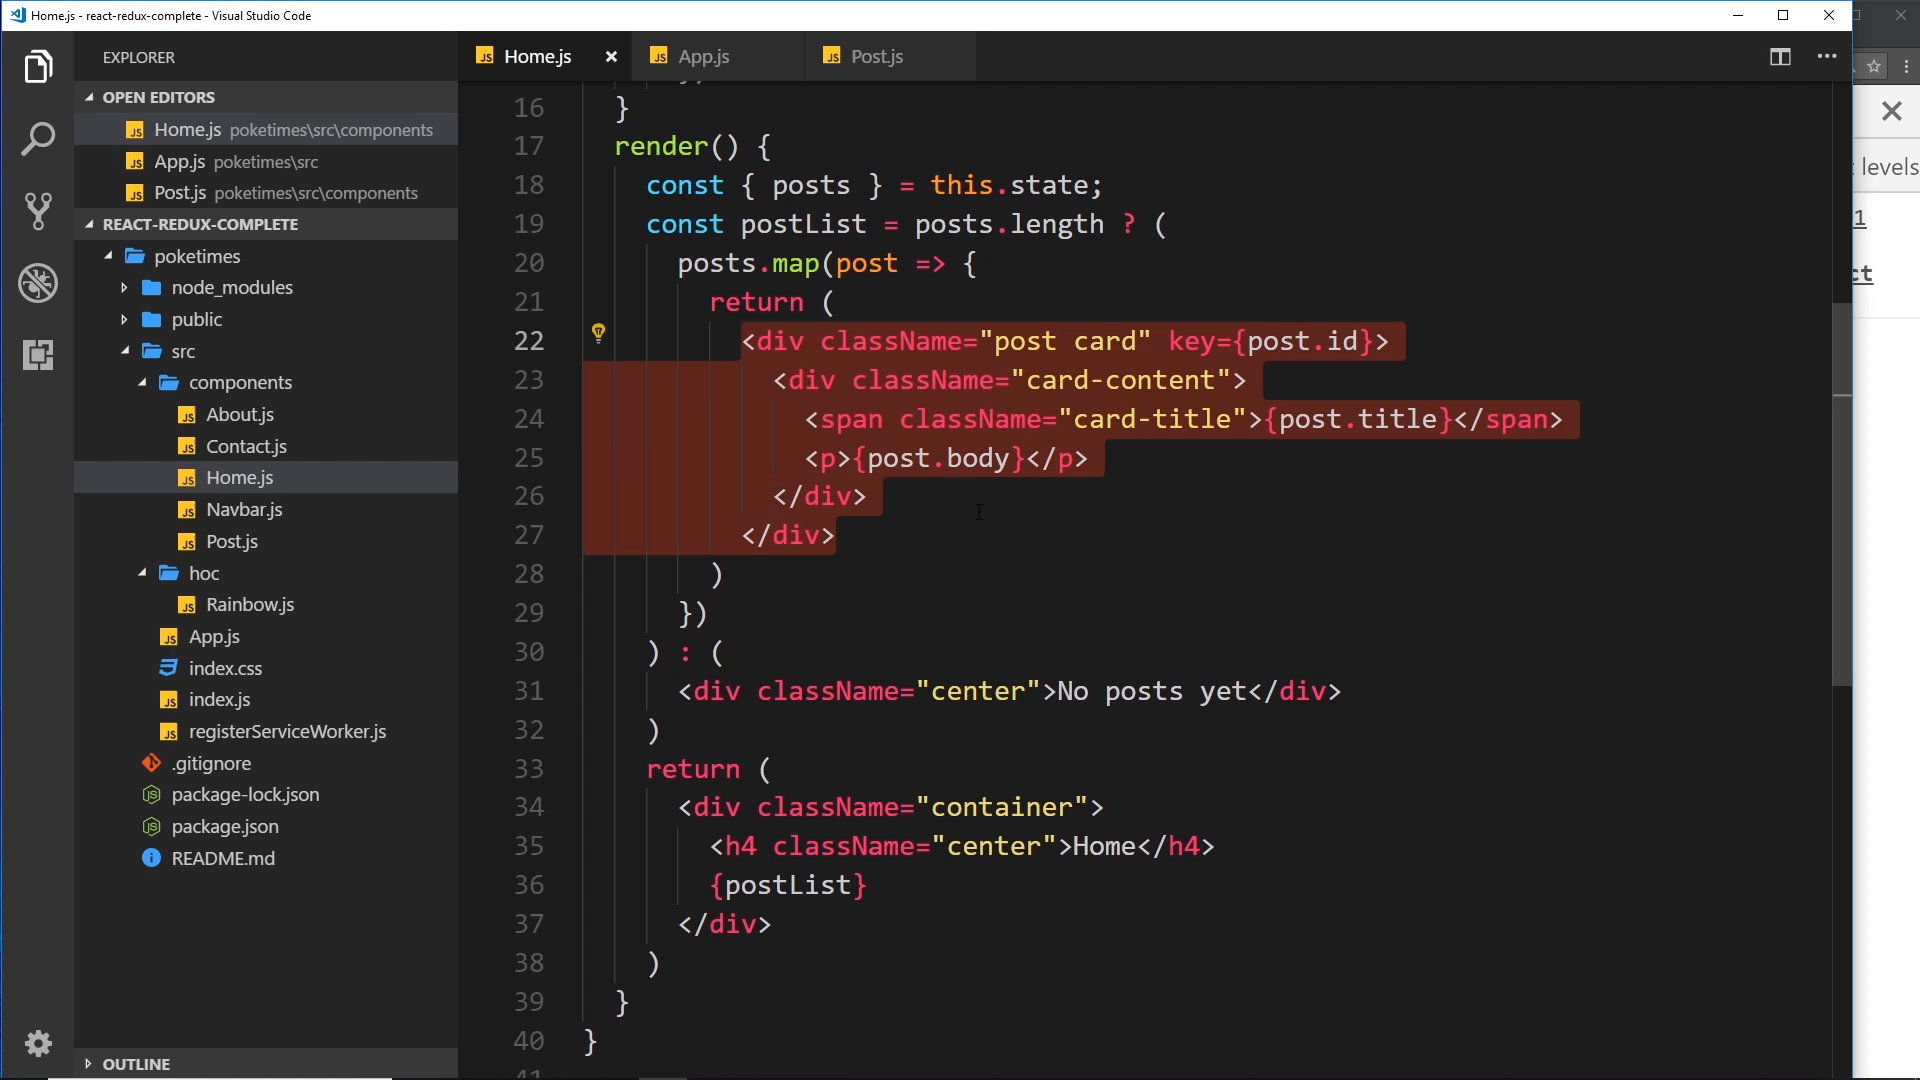 Home.js - react-redux-complete - Visual Studio Code
EXPLORER
OPEN EDITORS
Home.js poketimes\src\components
App.js poketimes\src
Post.js poketimes\src\components
REACT-REDUX-COMPLETE
poketimes
node_modules
public
src
components
About.js
Contact.js
Home.js
Navbar.js
Post.js
hoc
Rainbow.js
App.js
index.css
index.js
registerServiceWorker.js
.gitignore
package-lock.json
package.json
README.md
OUTLINE
Home.js App.js Post.js
16 }
17 render() {
18 const { posts } = this.state;
19 const postList = posts.length ? (
20 posts.map(post => {
21 return (
22 <div className="post card" key={post.id}>
23 <div className="card-content">
24 <span className="card-title">{post.title}</span>
25 <p>{post.body}</p>
26 </div>
27 </div>
28 )
29 })
30 ) : (
31 <div className="center">No posts yet</div>
32 )
33 return (
34 <div className="container">
35 <h4 className="center">Home</h4>
36 {postList}
37 </div>
38 )
39 }
40 }
levels
1
ct